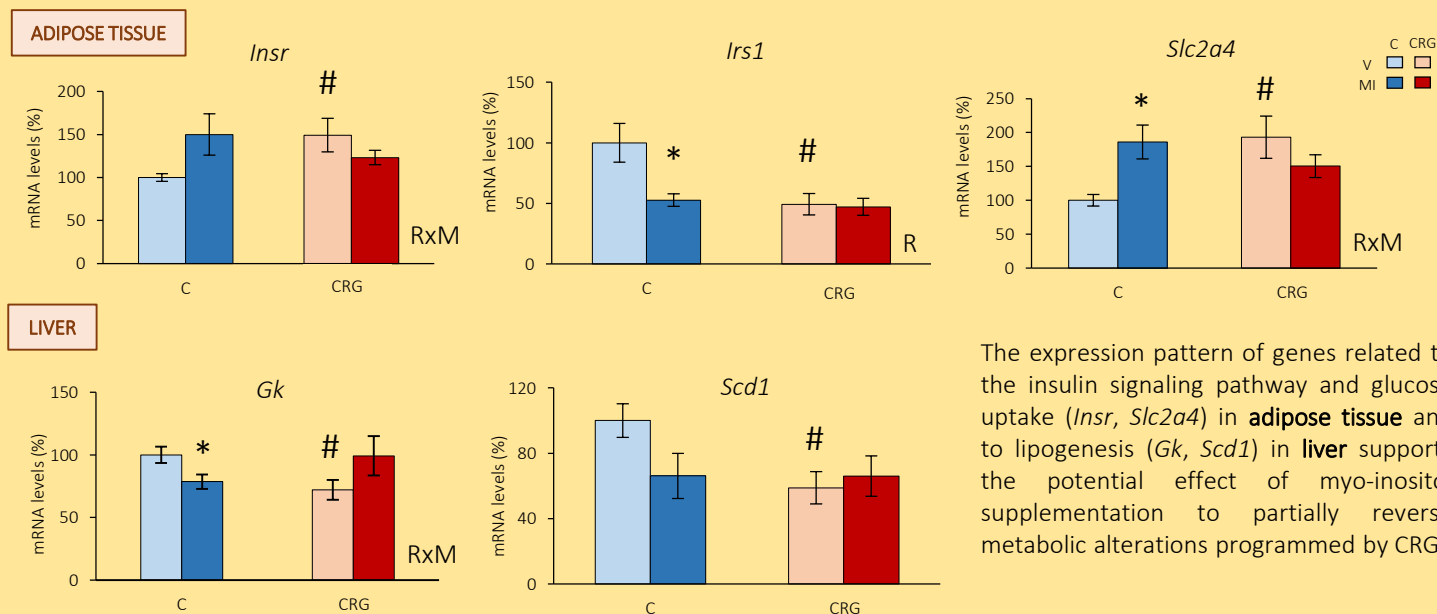 ADIPOSE TISSUE
Insr
mRNA levels (%)
200
150
100
50
0
#
RxM
C
CRG
Irs1
mRNA levels (%)
150
100
50
0
*
#
R
C
CRG
Slc2a4
C CRG
V
MI
mRNA levels (%)
250
200
150
100
50
0
*
#
RxM
C
CRG
LIVER
Gk
mRNA levels (%)
150
100
50
0
*
#
RxM
C
CRG
Scd1
mRNA levels (%)
120
80
40
0
#
C
CRG
The expression pattern of genes related t
the insulin signaling pathway and glucos
uptake (Insr, Slc2a4) in adipose tissue an
to lipogenesis (Gk, Scd1) in liver support
the potential effect of myo-inosito
supplementation to partially revers
metabolic alterations programmed by CRG